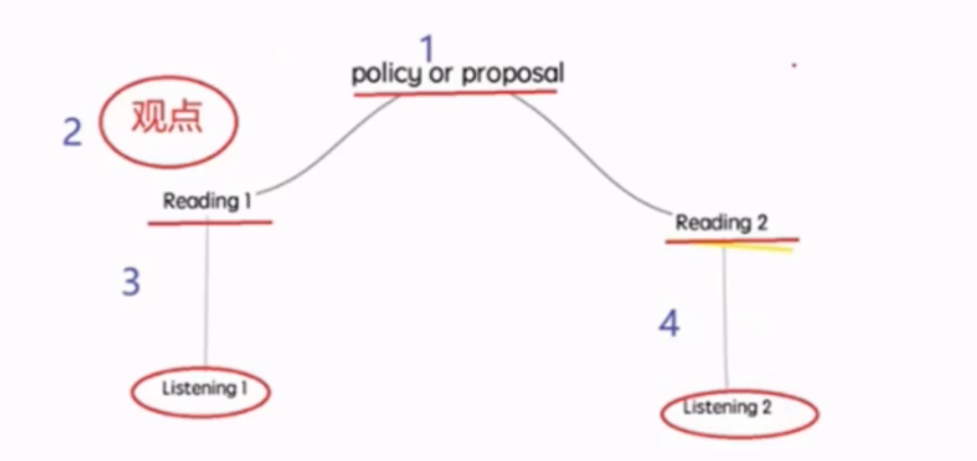 1
policy or proposal
2
观点
Reading 1
Reading 2
3
4
Listening 1
Listening 2